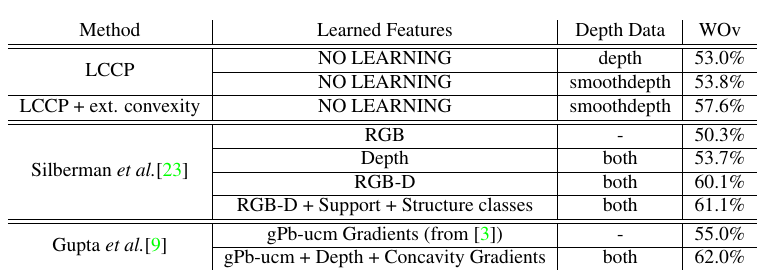 Method Learned Features Depth Data WOv
LCCP NO LEARNING depth 53.0%
NO LEARNING smoothdepth 53.8%
LCCP + ext. convexity NO LEARNING smoothdepth 57.6%
Silberman et al.[23] RGB - 50.3%
Depth both 53.7%
RGB-D both 60.1%
RGB-D + Support + Structure classes both 61.1%
Gupta et al.[9] gPb-ucm Gradients (from [3]) - 55.0%
gPb-ucm + Depth + Concavity Gradients both 62.0%